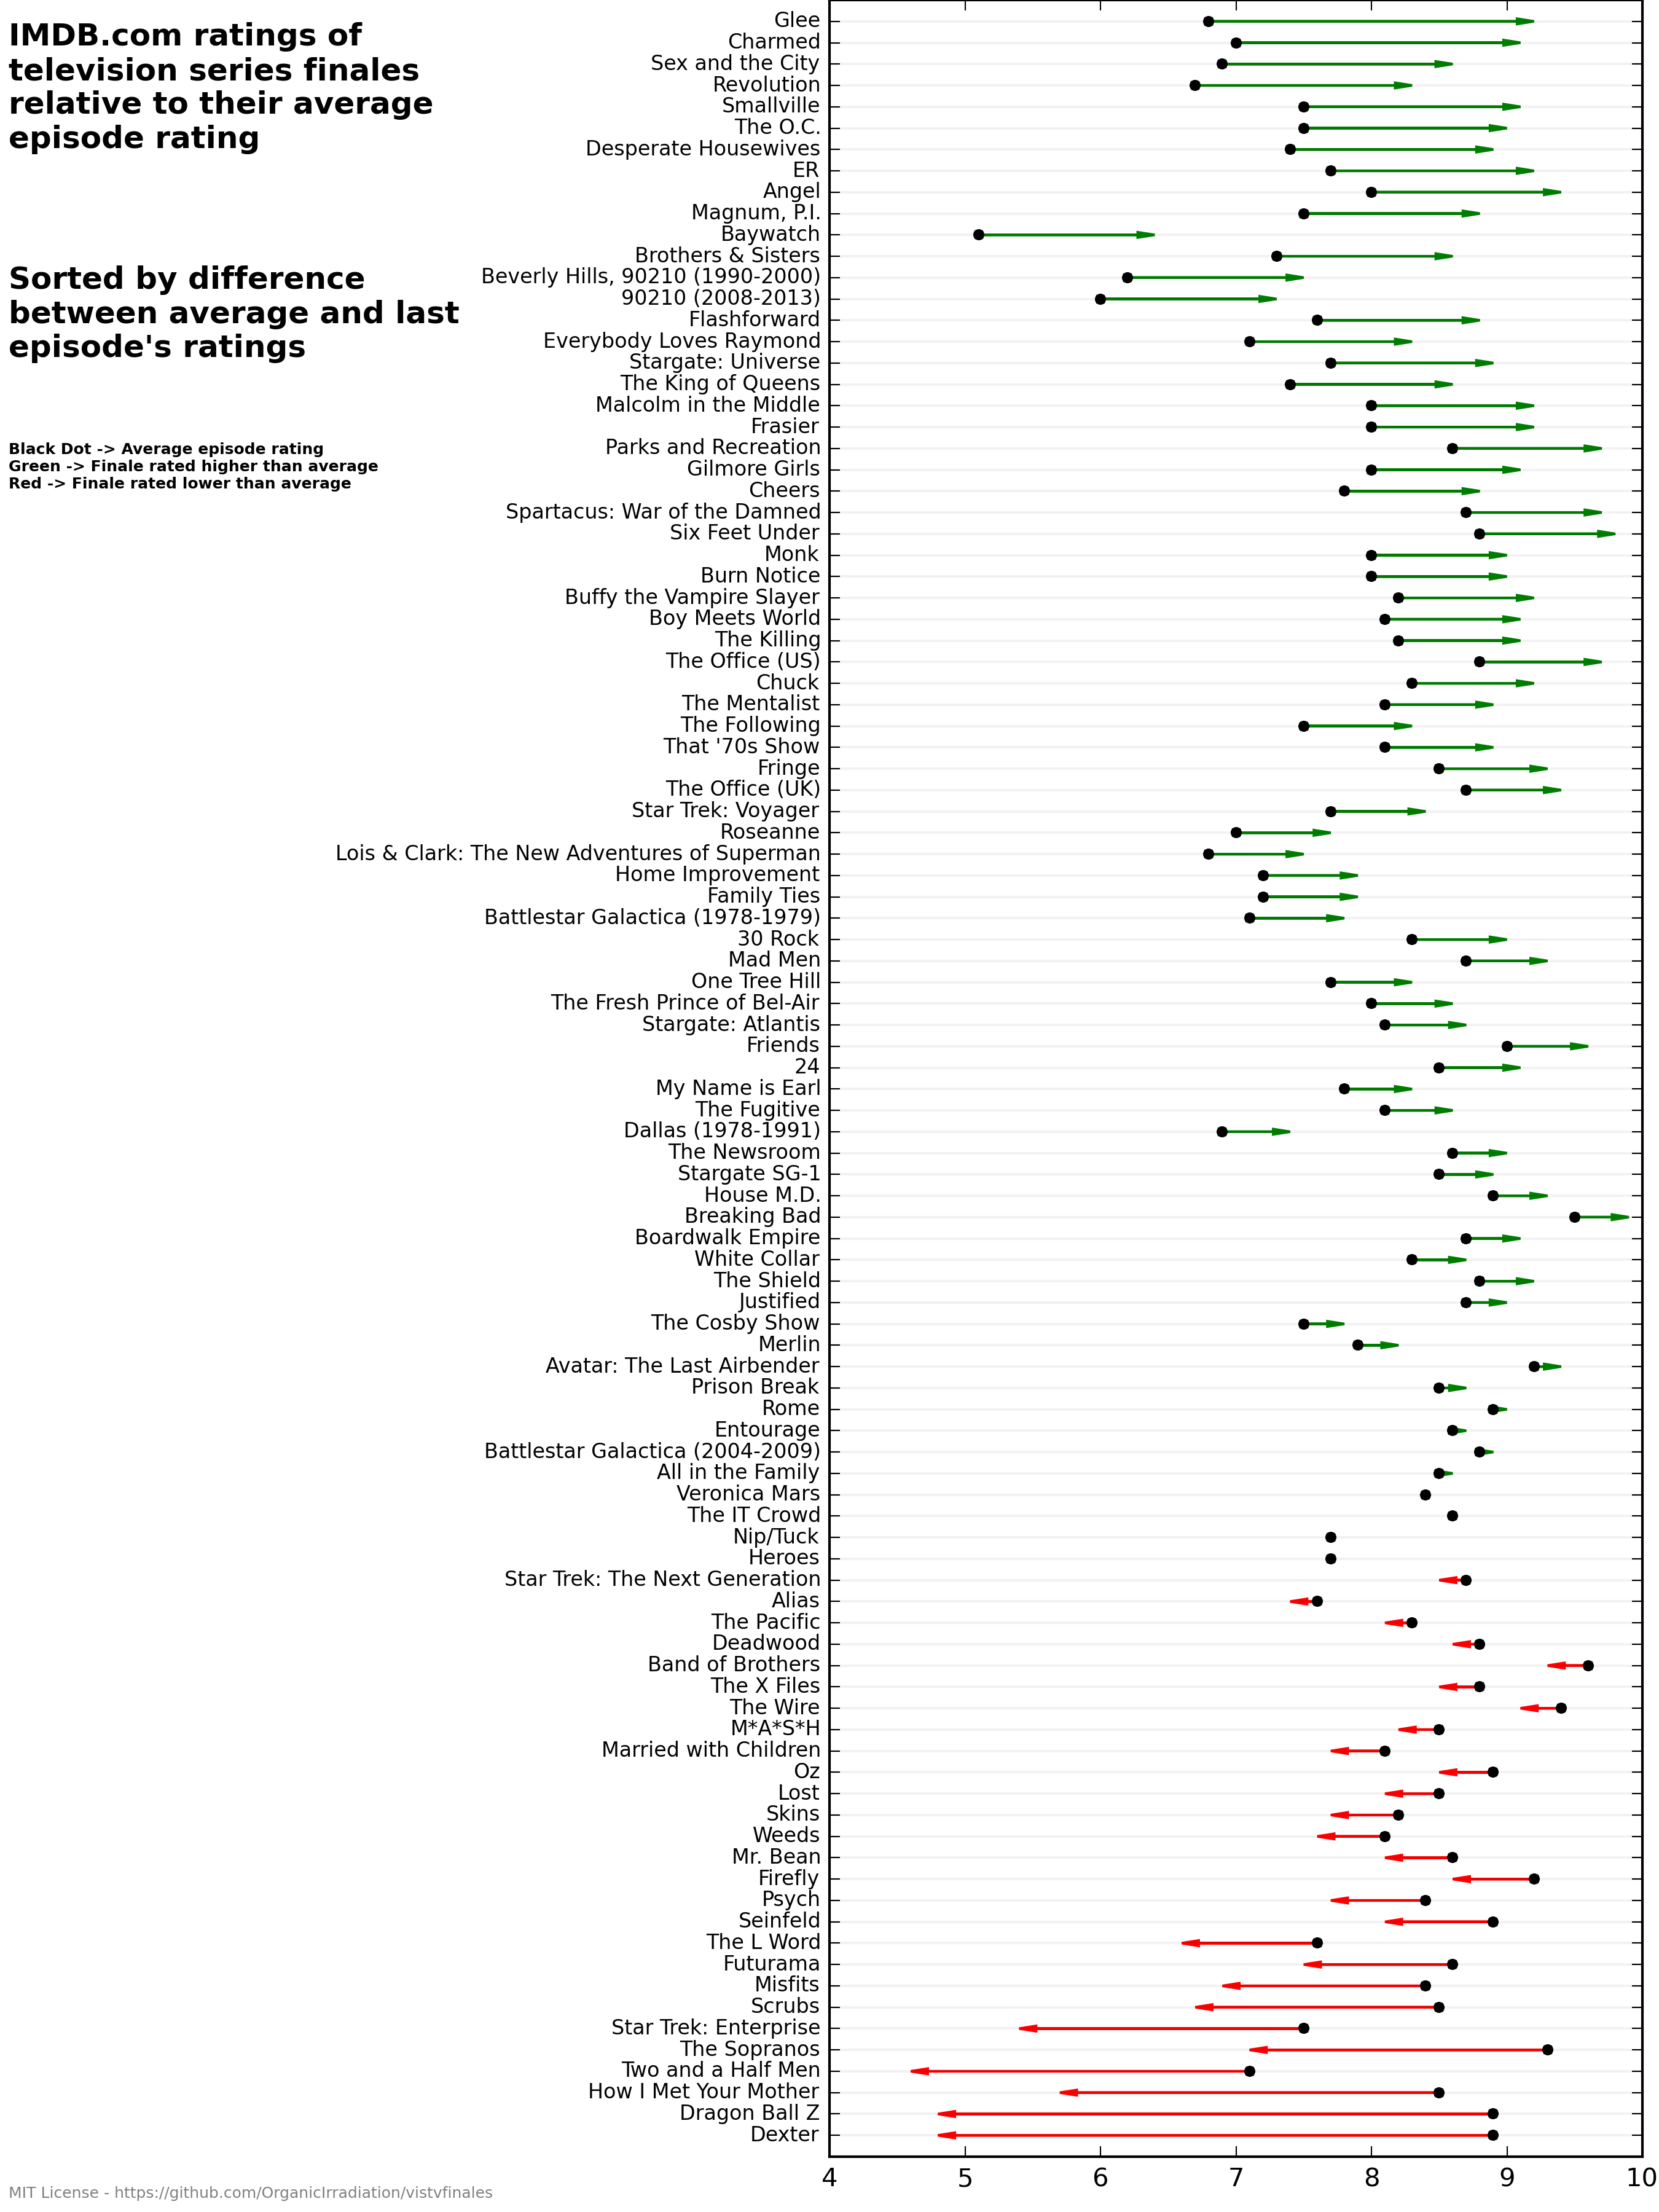 IMDB.com ratings of
television series finales
relative to their average
episode rating
Sorted by difference
between average and last
episode's ratings
Black Dot -> Average episode rating
Green -> Finale rated higher than average
Red -> Finale rated lower than average
Glee
Charmed
Sex and the City
Revolution
Smallville
The O.C.
Desperate Housewives
ER
Angel
Magnum, P.I.
Baywatch
Brothers & Sisters
Beverly Hills, 90210 (1990-2000)
90210 (2008-2013)
Flashforward
Everybody Loves Raymond
Stargate: Universe
The King of Queens
Malcolm in the Middle
Frasier
Parks and Recreation
Gilmore Girls
Cheers
Spartacus: War of the Damned
Six Feet Under
Monk
Burn Notice
Buffy the Vampire Slayer
Boy Meets World
The Killing
The Office (US)
Chuck
The Mentalist
The Following
That '70s Show
Fringe
The Office (UK)
Star Trek: Voyager
Roseanne
Lois & Clark: The New Adventures of Superman
Home Improvement
Family Ties
Battlestar Galactica (1978-1979)
30 Rock
Mad Men
One Tree Hill
The Fresh Prince of Bel-Air
Stargate: Atlantis
Friends
24
My Name is Earl
The Fugitive
Dallas (1978-1991)
The Newsroom
Stargate SG-1
House M.D.
Breaking Bad
Boardwalk Empire
White Collar
The Shield
Justified
The Cosby Show
Merlin
Avatar: The Last Airbender
Prison Break
Rome
Entourage
Battlestar Galactica (2004-2009)
All in the Family
Veronica Mars
The IT Crowd
Nip/Tuck
Heroes
Star Trek: The Next Generation
Alias
The Pacific
Deadwood
Band of Brothers
The X Files
The Wire
M*A*S*H
Married with Children
Oz
Lost
Skins
Weeds
Mr. Bean
Firefly
Psych
Seinfeld
The L Word
Futurama
Misfits
Scrubs
Star Trek: Enterprise
The Sopranos
Two and a Half Men
How I Met Your Mother
Dragon Ball Z
Dexter
4 5 6 7 8 9 10
MIT License - https://github.com/OrganicIrradiation/vistvfinales